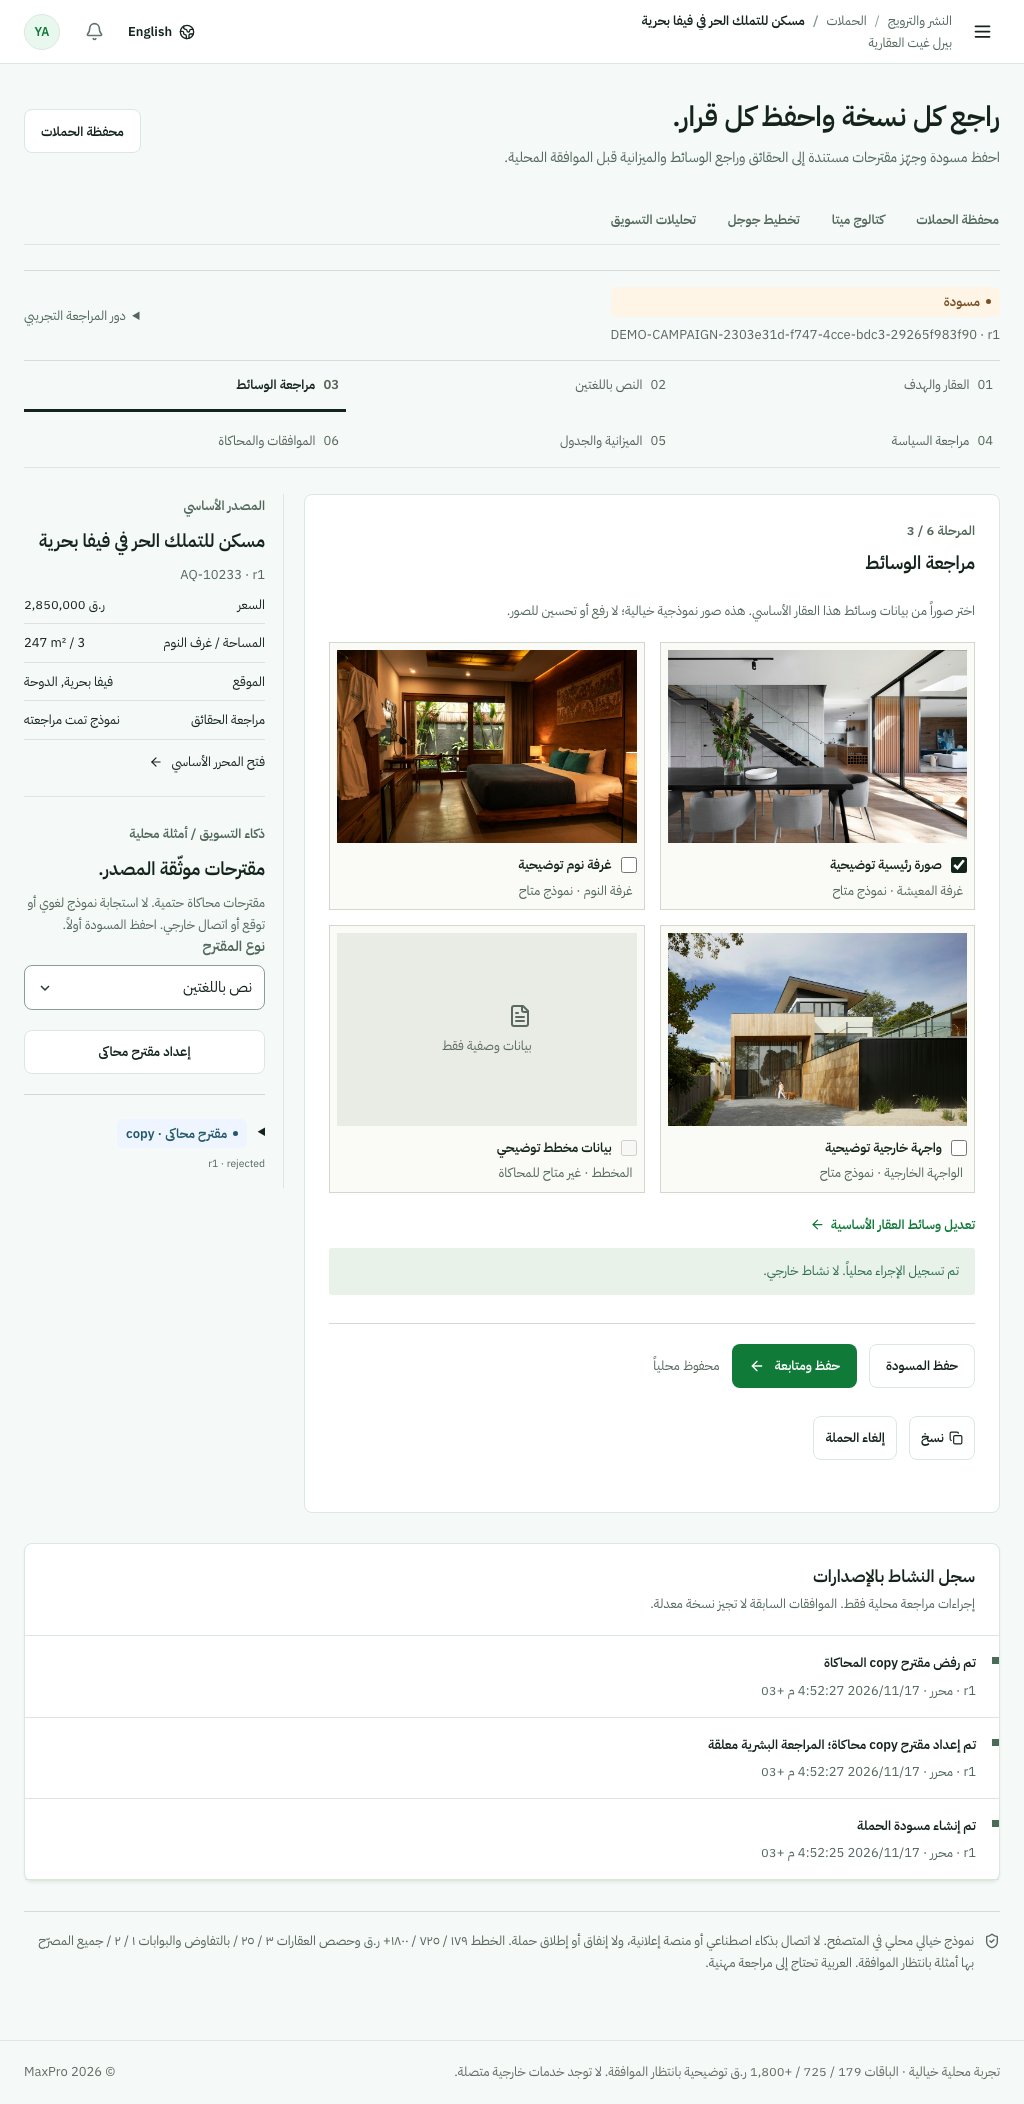 النشر والترويج / الحملات / مسكن للتملك الحر في فيفا بحرية
بيرل غيت العقارية
English
YA
راجع كل نسخة واحفظ كل قرار.
احفظ مسودة وجهّز مقترحات مستندة إلى الحقائق وراجع الوسائط والميزانية قبل الموافقة المحلية.
محفظة الحملات
محفظة الحملات
كتالوج ميتا
تخطيط جوجل
تحليلات التسويق
مسودة
DEMO-CAMPAIGN-2303e31d-f747-4cce-bdc3-29265f983f90 · r1
دور المراجعة التجريبي
01 العقار والهدف
02 النص باللغتين
03 مراجعة الوسائط
04 مراجعة السياسة
05 الميزانية والجدول
06 الموافقات والمحاكاة
المرحلة 6 / 3
مراجعة الوسائط
اختر صوراً من بيانات وسائط هذا العقار الأساسي. هذه صور نموذجية خيالية؛ لا رفع أو تحسين للصور.
صورة رئيسية توضيحية
غرفة المعيشة · نموذج متاح
غرفة نوم توضيحية
غرفة النوم · نموذج متاح
واجهة خارجية توضيحية
الواجهة الخارجية · نموذج متاح
بيانات وصفية فقط
بيانات مخطط توضيحي
المخطط · غير متاح للمحاكاة
تعديل وسائط العقار الأساسية
تم تسجيل الإجراء محلياً. لا نشاط خارجي.
حفظ المسودة
حفظ ومتابعة
محفوظ محلياً
نسخ
إلغاء الحملة
المصدر الأساسي
مسكن للتملك الحر في فيفا بحرية
AQ-10233 · r1
السعر
2,850,000 ر.ق
المساحة / غرف النوم
247 m² / 3
الموقع
فيفا بحرية, الدوحة
مراجعة الحقائق
نموذج تمت مراجعته
فتح المحرر الأساسي
ذكاء التسويق / أمثلة محلية
مقترحات موثّقة المصدر.
مقترحات محاكاة حتمية. لا استجابة نموذج لغوي أو
توقع أو اتصال خارجي. احفظ المسودة أولاً.
نوع المقترح
نص باللغتين
إعداد مقترح محاكى
مقترح محاكى · copy
r1 · rejected
سجل النشاط بالإصدارات
إجراءات مراجعة محلية فقط. الموافقات السابقة لا تجيز نسخة معدلة.
تم رفض مقترح copy المحاكاة
r1 · محرر · 2026/11/17 4:52:27 م +03
تم إعداد مقترح copy محاكاة؛ المراجعة البشرية معلقة
r1 · محرر · 2026/11/17 4:52:27 م +03
تم إنشاء مسودة الحملة
r1 · محرر · 2026/11/17 4:52:25 م +03
نموذج خيالي محلي في المتصفح. لا اتصال بذكاء اصطناعي أو منصة إعلانية، ولا إنفاق أو إطلاق حملة. الخطط ١٧٩ / ٧٢٥ / ١٨٠٠+ ر.ق وحصص العقارات ٣ / ٢٥ / بالتفاوض والبوابات ١ / ٢ / جميع المصرّح
بها أمثلة بانتظار الموافقة. العربية تحتاج إلى مراجعة مهنية.
تجربة محلية خيالية · الباقات 179 / 725 / +1,800 ر.ق توضيحية بانتظار الموافقة. لا توجد خدمات خارجية متصلة.
© 2026 MaxPro